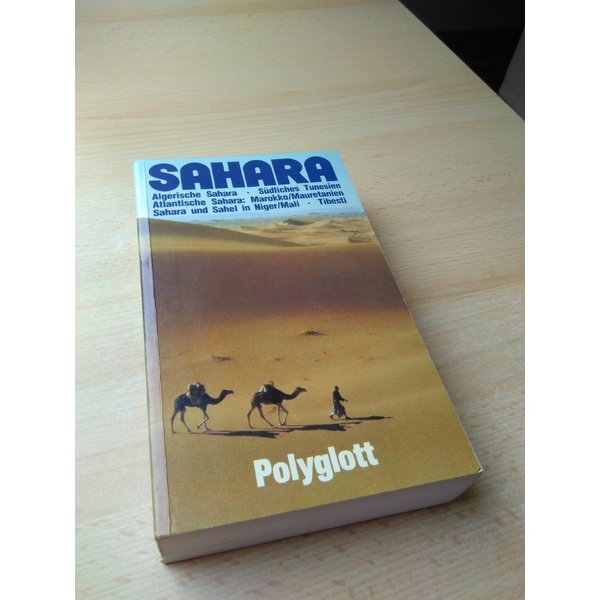 SAHARA
Algerische Sahara · Südliches Tunesien
Atlantische Sahara: Marokko/Mauretanien
Sahara und Sahel in Niger/Mali · Tibesti
Polyglott